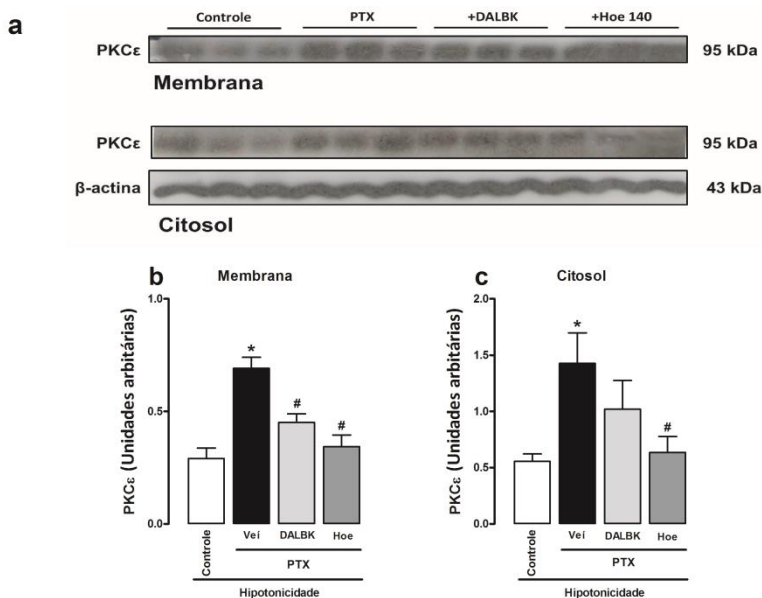 a
Controle PTX +DALBK +Hoe 140
PKCε 95 kDa
Membrana
PKCε 95 kDa
β-actina 43 kDa
Citosol
b Membrana
PKCε (Unidades arbitárias)
1.0
0.5
0.0
*
#
#
Controle Veí DALBK Hoe
PTX
Hipotonicidade
c Citosol
PKCε (Unidades arbitárias)
2.0
1.5
1.0
0.5
0.0
*
#
Controle Veí DALBK Hoe
PTX
Hipotonicidade